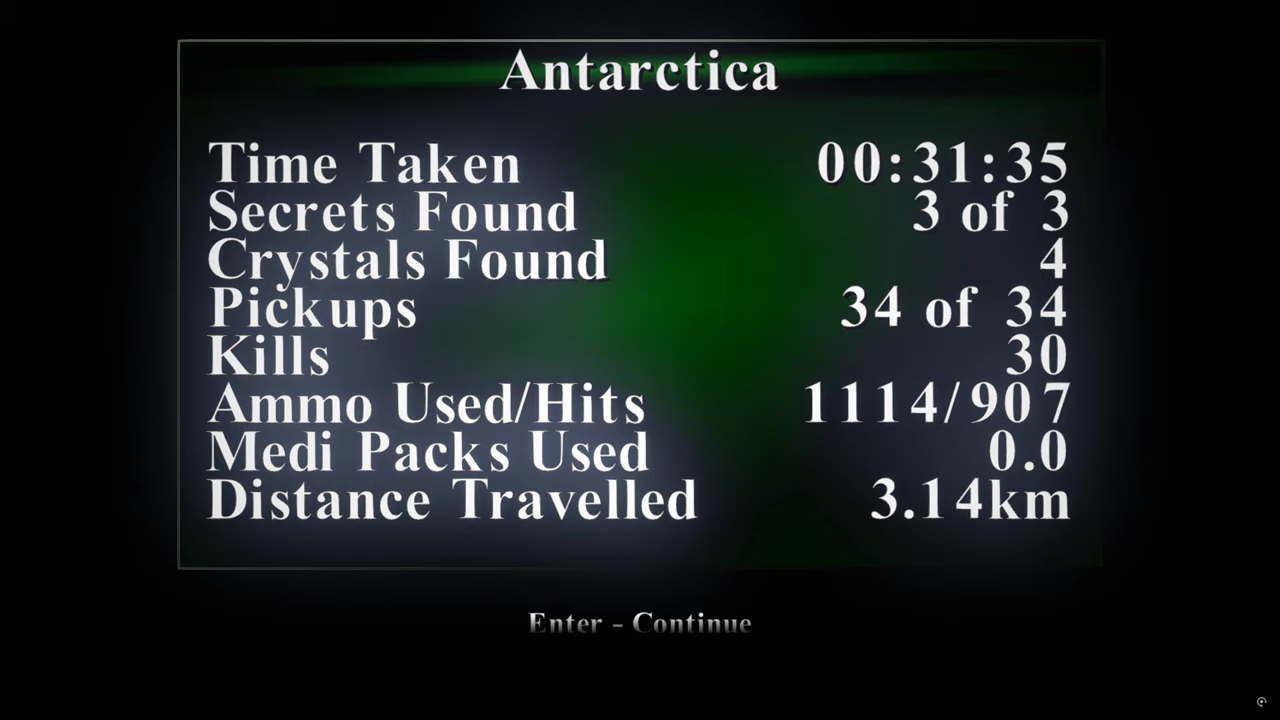 Antarctica
Time Taken 00:31:35
Secrets Found 3 of 3
Crystals Found 4
Pickups 34 of 34
Kills 30
Ammo Used/Hits 1114/907
Medi Packs Used 0.0
Distance Travelled 3.14km
Enter - Continue